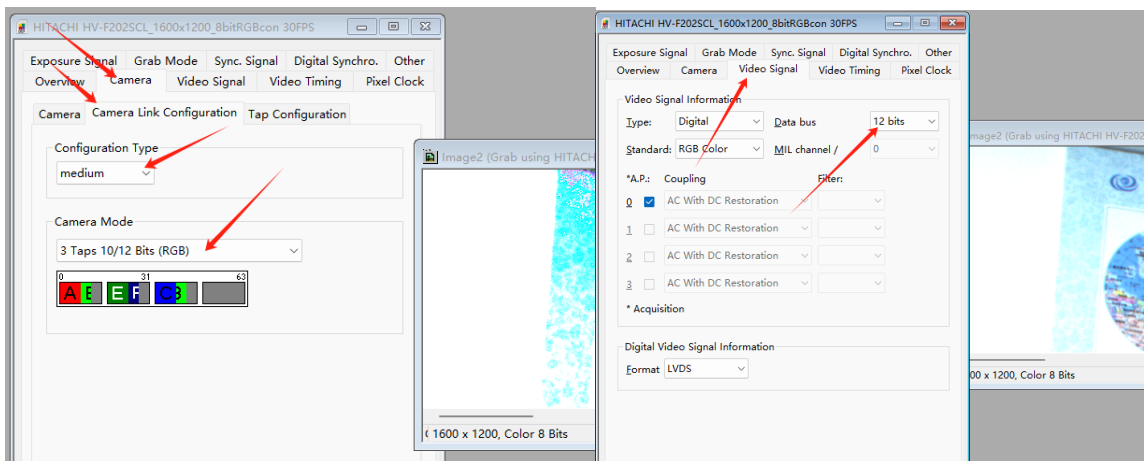 HITACHI HV-F202SCL_1600x1200_8bitRGBcon 30FPS
Exposure Signal Grab Mode Sync. Signal Digital Synchro. Other
Overview Camera Video Signal Video Timing Pixel Clock
Camera Camera Link Configuration Tap Configuration
Configuration Type
medium
Camera Mode
3 Taps 10/12 Bits (RGB)
0 31 63
A E E F C B
Image2 (Grab using HITACH
1600 x 1200, Color 8 Bits
HITACHI HV-F202SCL_1600x1200_8bitRGBcon 30FPS
Exposure Signal Grab Mode Sync. Signal Digital Synchro. Other
Overview Camera Video Signal Video Timing Pixel Clock
Video Signal Information
Type: Digital Data bus 12 bits
Standard: RGB Color MIL channel / 0
*A.P.: Coupling Filter:
0 AC With DC Restoration
1 AC With DC Restoration
2 AC With DC Restoration
3 AC With DC Restoration
* Acquisition
Digital Video Signal Information
Format LVDS
mage2 (Grab using HITACHI HV-F202
00 x 1200, Color 8 Bits